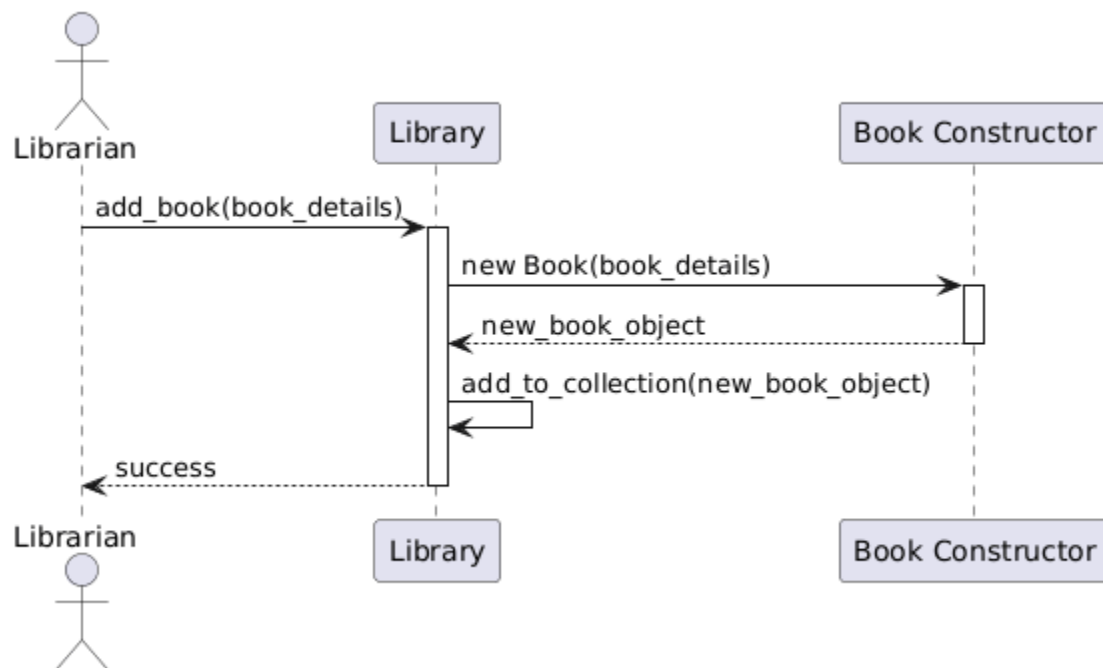 Librarian
Library
Book Constructor
add_book(book_details)
new Book(book_details)
new_book_object
add_to_collection(new_book_object)
success
Librarian
Library
Book Constructor